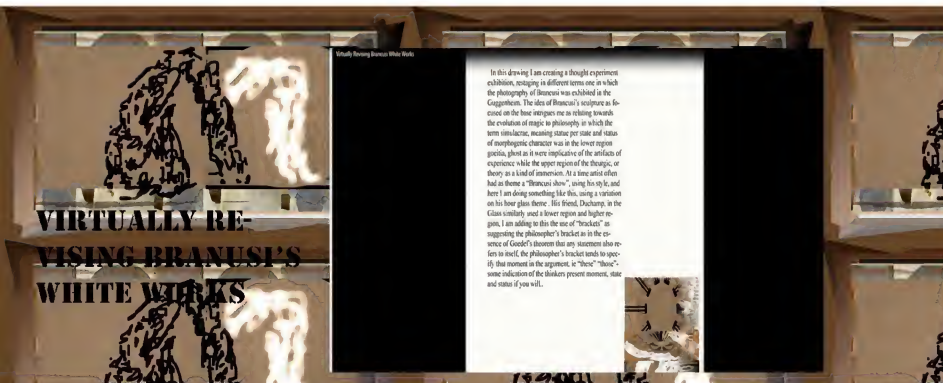 Virtually Revising Brancusi White Works
VIRTUALLY RE-
VISING BRANUSI'S
WHITE WORKS
In this drawing I am creating a thought experiment
exhibition, restaging in different terms one in which
the photography of Brancusi was exhibited in the
Guggenheim. The idea of Brancusi's sculpture as fo-
cused on the base intrigues me as relating towards
the evolution of magic to philosophy in which the
term simulacrae, meaning statue per state and status
of morphogenic character was in the lower region
goeitia, ghost as it were implicative of the artifacts of
experience while the upper region of the theurgic, or
theory as a kind of immersion. At a time artist often
had as theme a "Brancusi show", using his style, and
here I am doing something like this, using a variation
on his hour glass theme . His friend, Duchamp, in the
Glass similarly used a lower region and higher re-
gion, I am adding to this the use of "brackets" as
suggesting the philosopher's bracket as in the es-
sence of Goedel's theorem that any statement also re-
fers to itself, the philosopher's bracket tends to spec-
ify that moment in the argument, ie "these" "those"-
some indication of the thinkers present moment, state
and status if you will..